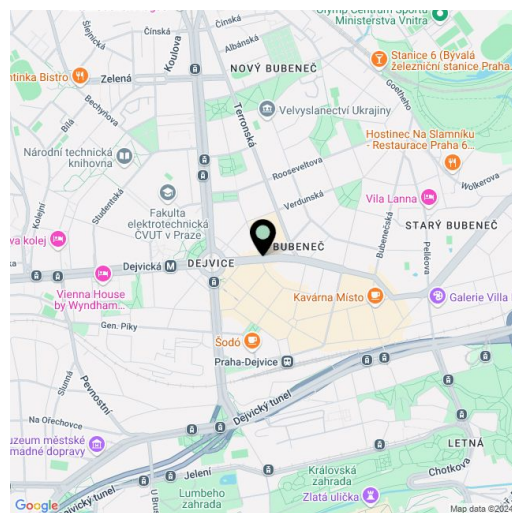 Olymp Centrum Sportu
Ministerstva Vnitra
Čínská
Čínská
Šlejnická
Koulova
Albánská
Stanice 6 (Byvalá
železniční stanice Praha...
NOVÝ BUBENEČ
ntinka Bistro
Zelená
Goetheho
Bechyňova
Terronská
Velvyslanectví Ukrajiny
Bílá
Hostinec Na Slamníku
- Restaurace Praha 6...
Národní technická
knihovna
Rooseveltova
Wolkerova
Studentská
Verdunská
Vila Lanna
Kolejní
Fakulta
elektrotechnická
ČVUT v Praze
Bubenečská
STARÝ BUBENEČ
va kolej
BUBENEČ
Pelléova
Dejvická M
DEJVICE
Vienna House
by Wyndham...
Kavárna Místo
Galerie Villa
Gen. Píky
Šodó
Slunná
Praha-Dejvice
Pevnostní
Dejvický tunel
Na Ořechovce
uzeum městské
madné dopravy
LETNÁ
Jelení
Královská
zahrada
Chotkova
Dejvický tunel
U Brus
Lumbeho
zahrada
Zlatá ulička
Google
Map data ©2024